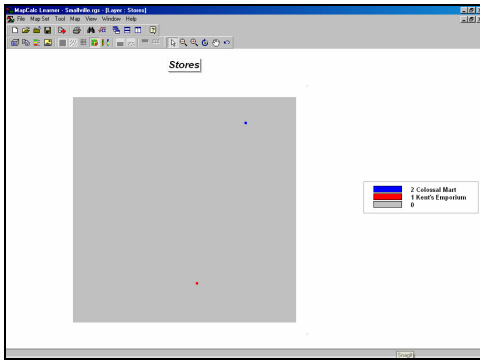 MapCalc Learner - Smallville.rgs - [Layer : Stores]
File Map Set Tool Map View Window Help
Stores
2 Colossal Mart
1 Kent's Emporium
0
SnagIt